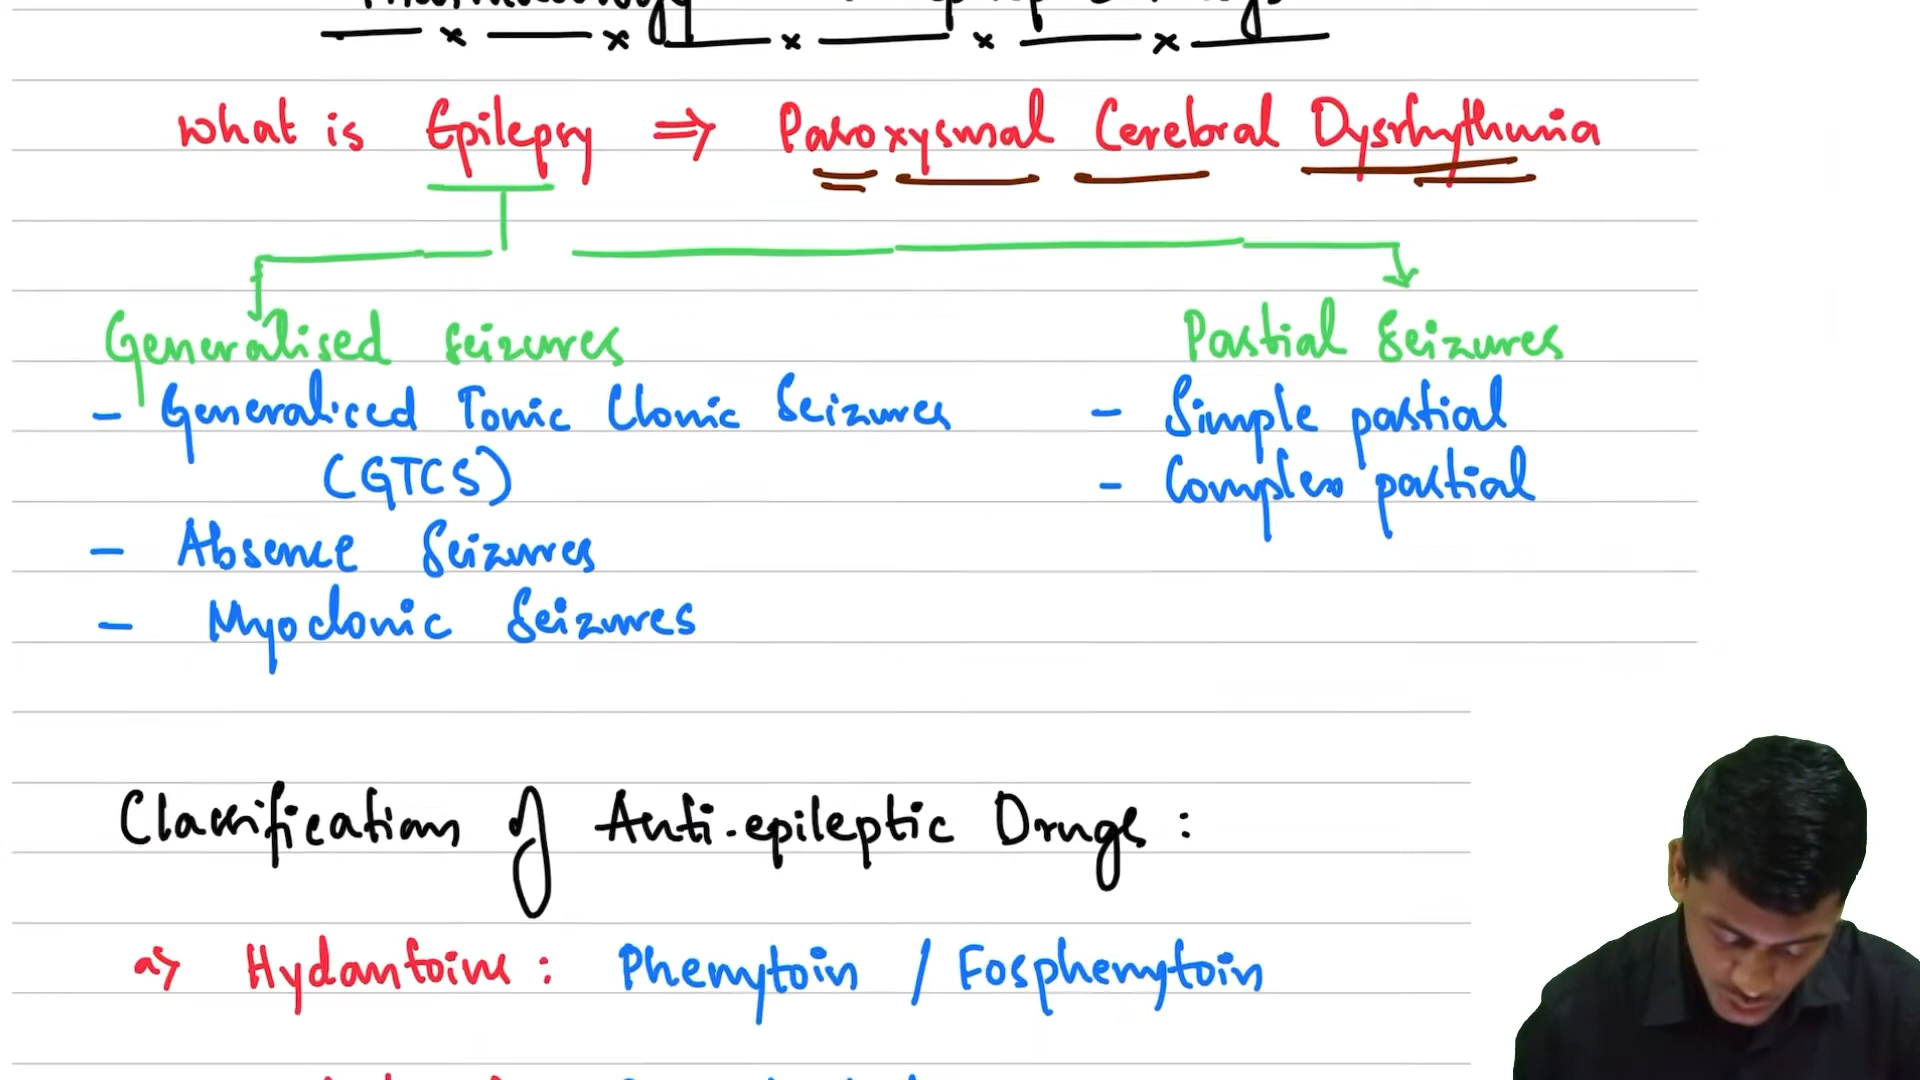 What is Epilepsy ⇒ Paroxysmal Cerebral Dysrhythmia
Generalised Seizures
Partial Seizures
- Generalised Tonic Clonic Seizures
(GTCS)
- Absence Seizures
- Myoclonic Seizures
- Simple partial
- Complex partial
Classification of Anti-epileptic Drugs :
a> Hydantoins : Phenytoin / Fosphenytoin